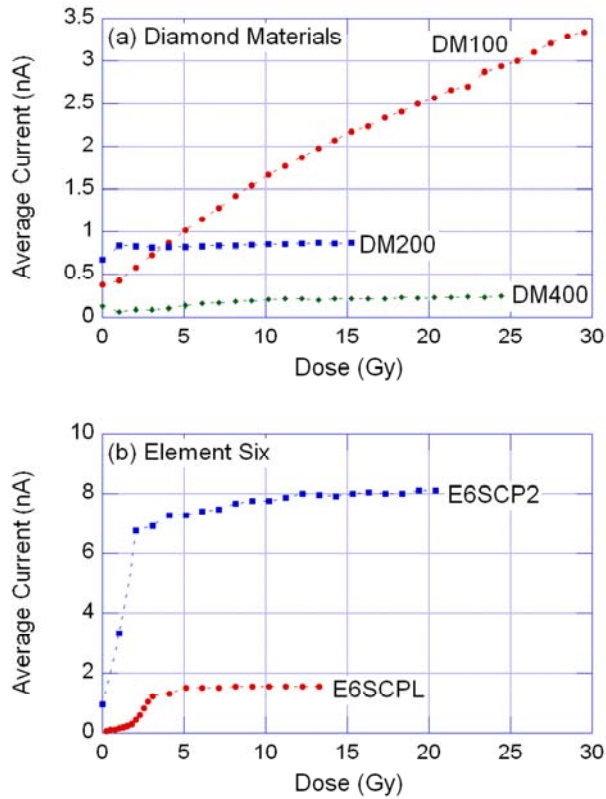 3.5
(a) Diamond Materials
DM100
3
2.5
2
1.5
1
0.5
0
DM200
DM400
Average Current (nA)
0 5 10 15 20 25 30
Dose (Gy)
10
(b) Element Six
8
6
4
2
0
E6SCP2
E6SCPL
Average Current (nA)
0 5 10 15 20 25 30
Dose (Gy)